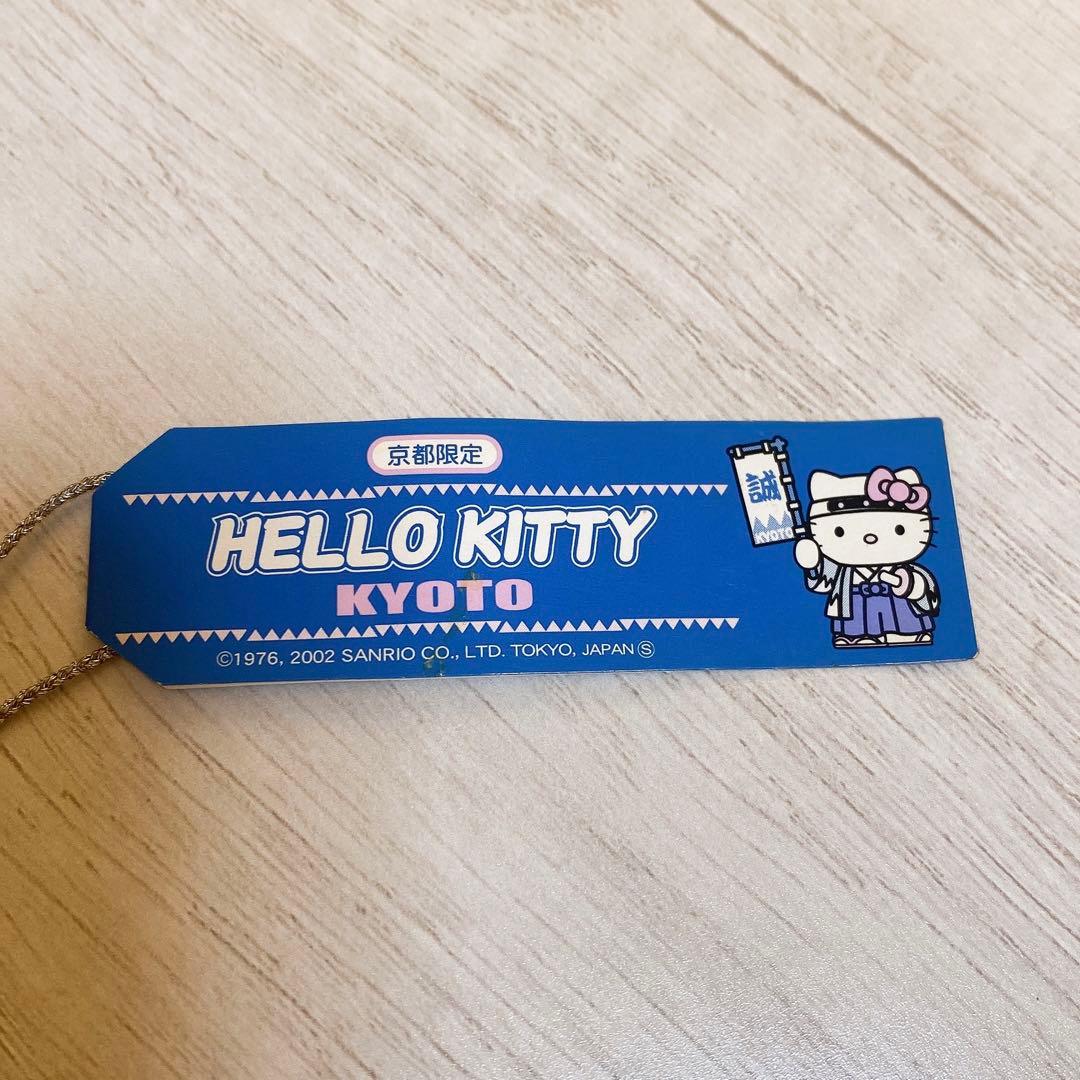 京都限定
HELLO KITTY
KYOTO
©1976, 2002 SANRIO CO., LTD. TOKYO, JAPAN Ⓢ
誠
KYOTO